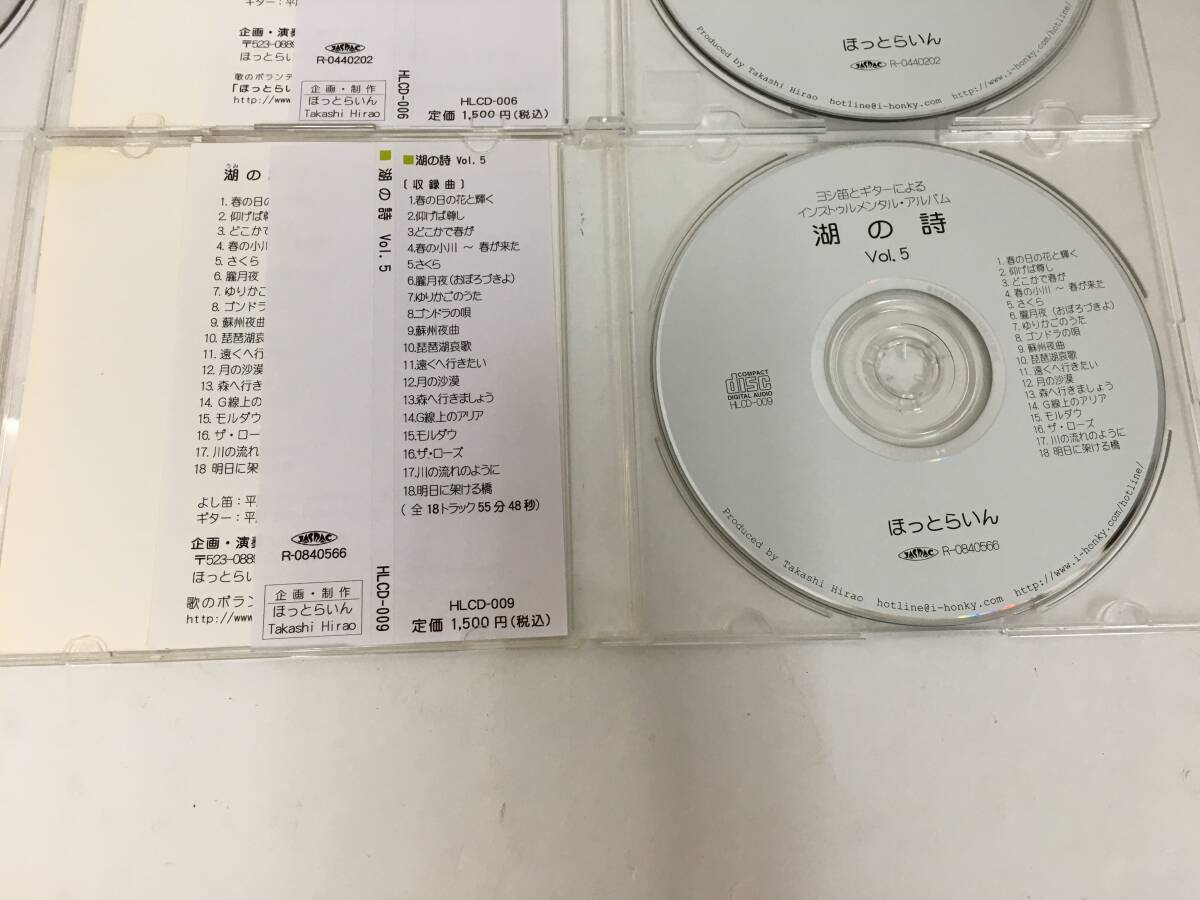 ギター：平
企画・演奏
〒523-0889
ほっとらい
歌のボランテ
「ほっとらい
http://www
JASRAC
R-0440202
企画・制作
ほっとらいん
Takashi Hirao
HLCD-006
HLCD-006
定価 1,500円(税込)
ほっとらいん
JASRAC R-0440202
Produced by Takashi Hirao hotline@i-honky.com http://www.i-honky.com/hotline/
うみ
湖の
1. 春の日の
2. 仰げば尊
3. どこかで
4. 春の小川
5. さくら
6. 朧月夜
7. ゆりかご
8. ゴンドラ
9. 蘇州夜曲
10. 琵琶湖哀
11. 遠くへ行
12. 月の沙漠
13. 森へ行き
14. G線上の
15. モルダウ
16. ザ・ロー
17. 川の流れ
18 明日に架
よし笛：平
ギター：平
企画・演奏
〒523-0889
ほっとらい
歌のボラン
http://www
JASRAC
R-0840566
企画・制作
ほっとらいん
Takashi Hirao
■ 湖の詩 Vol. 5
HLCD-009
■湖の詩 Vol. 5
〔収録曲〕
1.春の日の花と輝く
2.仰げば尊し
3.どこかで春が
4.春の小川 ～ 春が来た
5.さくら
6.朧月夜(おぼろづきよ)
7.ゆりかごのうた
8.ゴンドラの唄
9.蘇州夜曲
10.琵琶湖哀歌
11.遠くへ行きたい
12.月の沙漠
13.森へ行きましょう
14.G線上のアリア
15.モルダウ
16.ザ・ローズ
17.川の流れのように
18.明日に架ける橋
(全18トラック55分48秒)
HLCD-009
定価 1,500円(税込)
ヨシ笛とギターによる
インストゥルメンタル・アルバム
湖の詩
Vol. 5
1. 春の日の花と輝く
2. 仰げば尊し
3. どこかで春が
4. 春の小川 ～ 春が来た
5. さくら
6. 朧月夜 (おぼろづきよ)
7. ゆりかごのうた
8. ゴンドラの唄
9. 蘇州夜曲
10. 琵琶湖哀歌
11. 遠くへ行きたい
12. 月の沙漠
13. 森へ行きましょう
14. G線上のアリア
15. モルダウ
16. ザ・ローズ
17. 川の流れのように
18 明日に架ける橋
COMPACT
disc
DIGITAL AUDIO
HLCD-009
ほっとらいん
JASRAC R-0840566
Produced by Takashi Hirao hotline@i-honky.com http://www.i-honky.com/hotline/